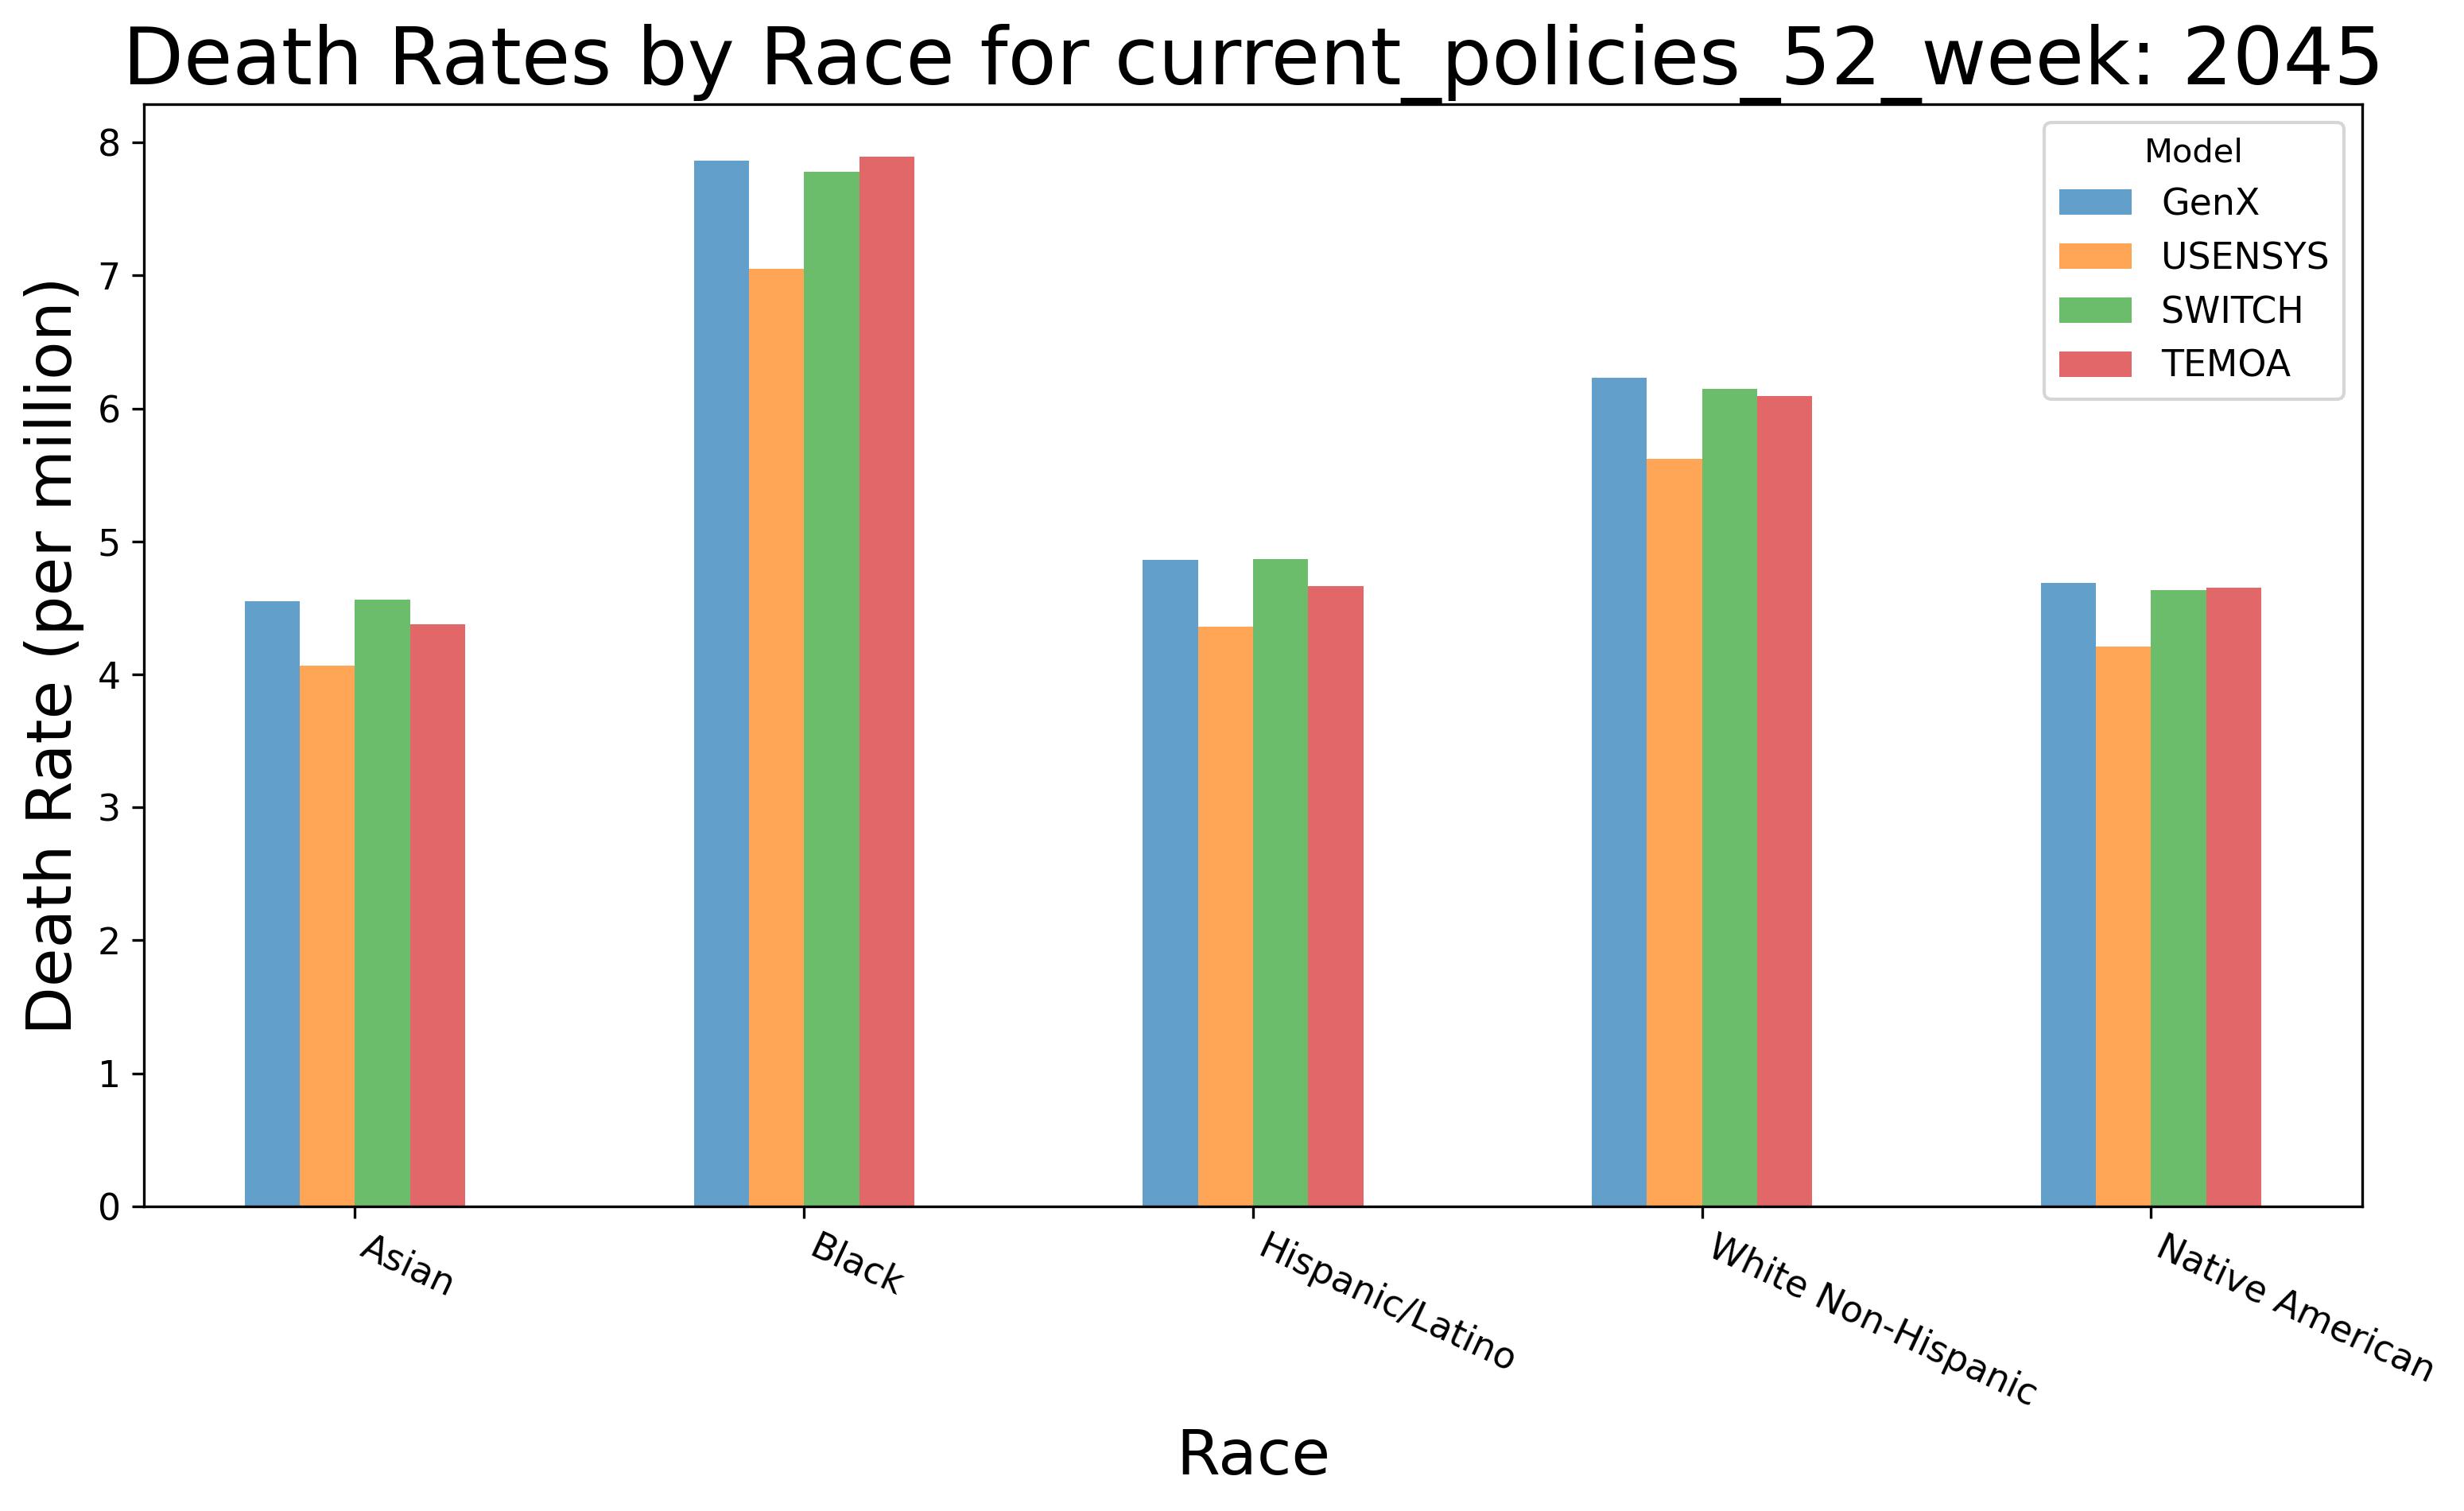 Death Rates by Race for current_policies_52_week: 2045
Death Rate (per million)
8
7
6
5
4
3
2
1
0
Model
GenX
USENSYS
SWITCH
TEMOA
Asian
Black
Hispanic/Latino
White Non-Hispanic
Native American
Race